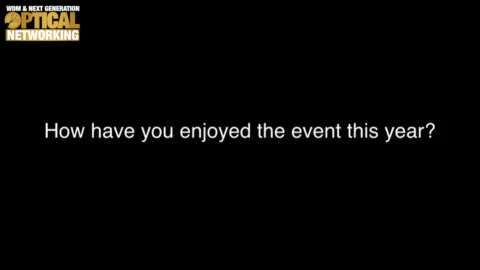 WDM & NEXT GENERATION
OPTICAL
NETWORKING
How have you enjoyed the event this year?